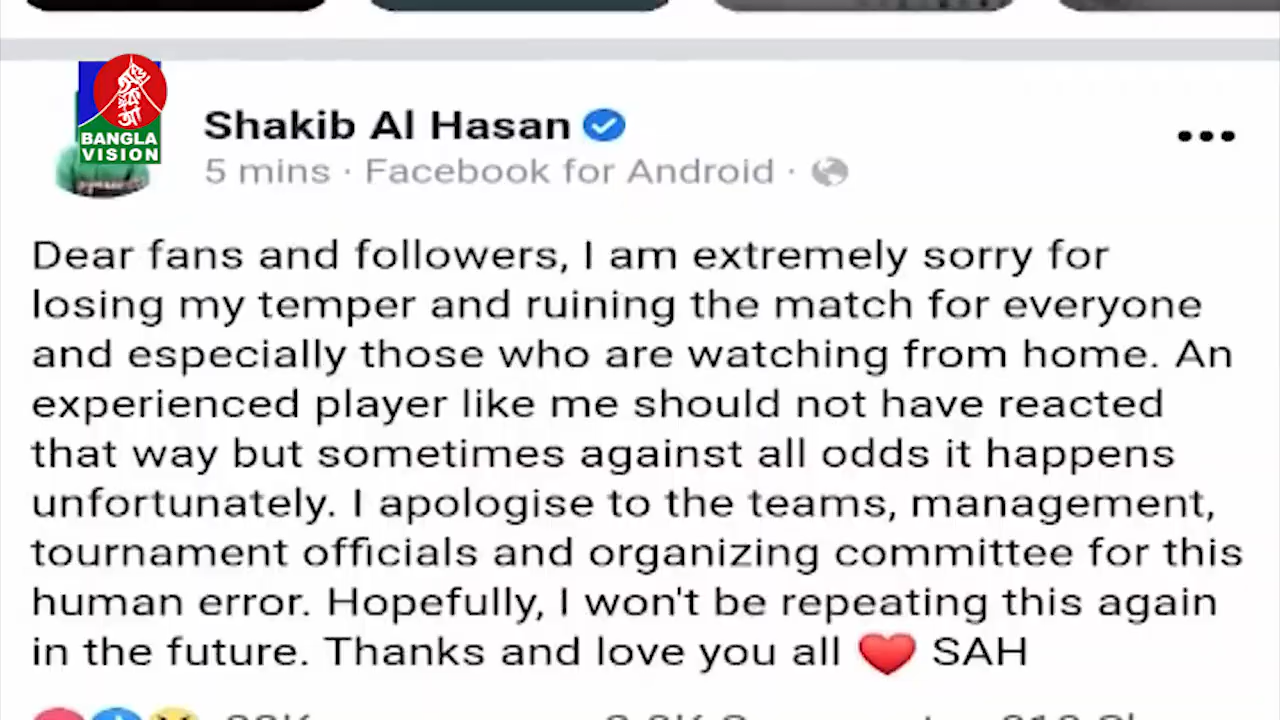 BANGLA
VISION
Shakib Al Hasan
5 mins · Facebook for Android ·
Dear fans and followers, I am extremely sorry for
losing my temper and ruining the match for everyone
and especially those who are watching from home. An
experienced player like me should not have reacted
that way but sometimes against all odds it happens
unfortunately. I apologise to the teams, management,
tournament officials and organizing committee for this
human error. Hopefully, I won't be repeating this again
in the future. Thanks and love you all ❤️ SAH